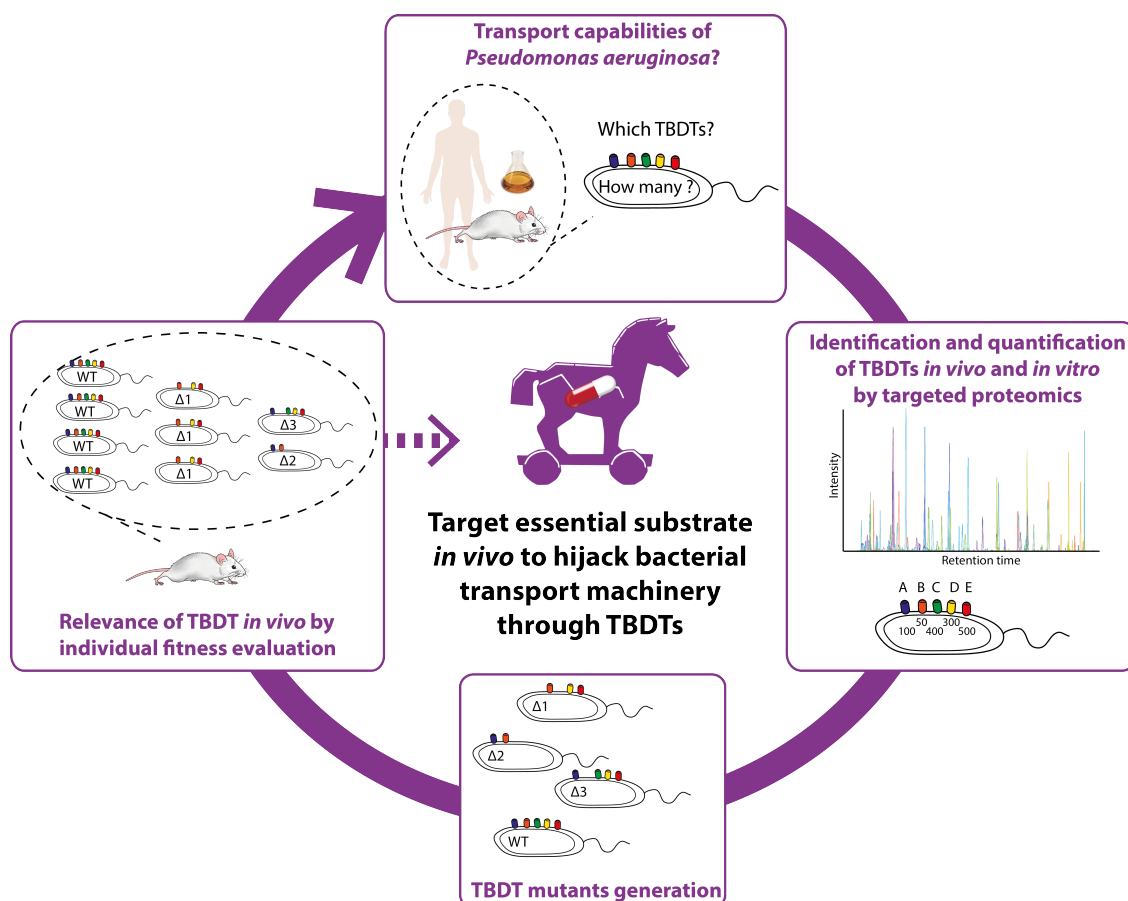 Transport capabilities of
Pseudomonas aeruginosa?
Which TBDTs?
How many ?
Identification and quantification
of TBDTs in vivo and in vitro
by targeted proteomics
Intensity
Retention time
A B C D E
50 300
100 400 500
WT
WT
WT
WT
Δ1
Δ1
Δ1
Δ3
Δ2
Relevance of TBDT in vivo by
individual fitness evaluation
Target essential substrate
in vivo to hijack bacterial
transport machinery
through TBDTs
Δ1
Δ2
Δ3
WT
TBDT mutants generation